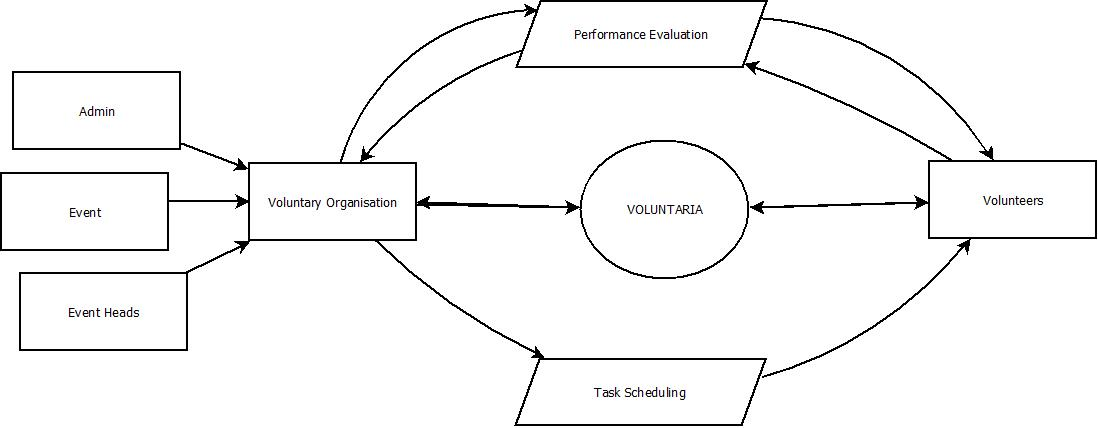 Performance Evaluation
Admin
Event
Voluntary Organisation
VOLUNTARIA
Volunteers
Event Heads
Task Scheduling